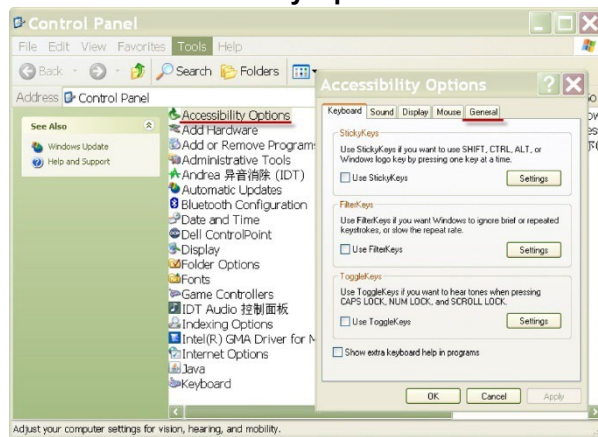 Control Panel
File Edit View Favorites Tools Help
Back Search Folders
Address Control Panel
See Also
Windows Update
Help and Support
Accessibility Options
Add Hardware
Add or Remove Program
Administrative Tools
Andrea 异音消除 (IDT)
Automatic Updates
Bluetooth Configuration
Date and Time
Dell ControlPoint
Display
Folder Options
Fonts
Game Controllers
IDT Audio 控制面板
Indexing Options
Intel(R) GMA Driver for M
Internet Options
Java
Keyboard
Adjust your computer settings for vision, hearing, and mobility.
Accessibility Options
Keyboard Sound Display Mouse General
StickyKeys
Use StickyKeys if you want to use SHIFT, CTRL, ALT, or
Windows logo key by pressing one key at a time.
Use StickyKeys Settings
FilterKeys
Use FilterKeys if you want Windows to ignore brief or repeated
keystrokes, or slow the repeat rate.
Use FilterKeys Settings
ToggleKeys
Use ToggleKeys if you want to hear tones when pressing
CAPS LOCK, NUM LOCK, and SCROLL LOCK.
Use ToggleKeys Settings
Show extra keyboard help in programs
OK Cancel Apply